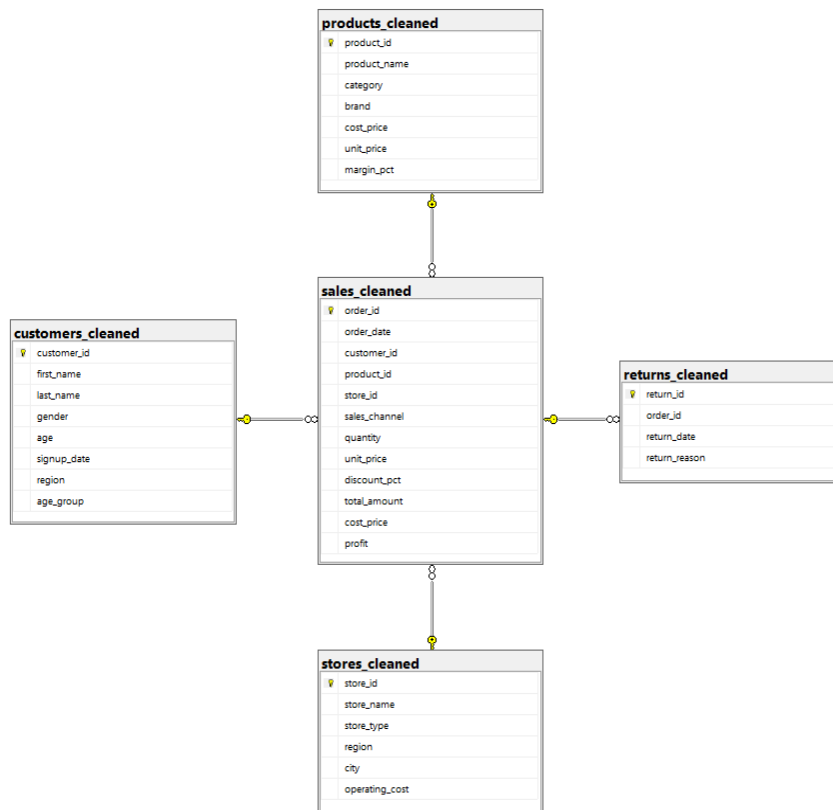 products_cleaned
product_id
product_name
category
brand
cost_price
unit_price
margin_pct
sales_cleaned
order_id
order_date
customer_id
product_id
store_id
sales_channel
quantity
unit_price
discount_pct
total_amount
cost_price
profit
customers_cleaned
customer_id
first_name
last_name
gender
age
signup_date
region
age_group
returns_cleaned
return_id
order_id
return_date
return_reason
stores_cleaned
store_id
store_name
store_type
region
city
operating_cost